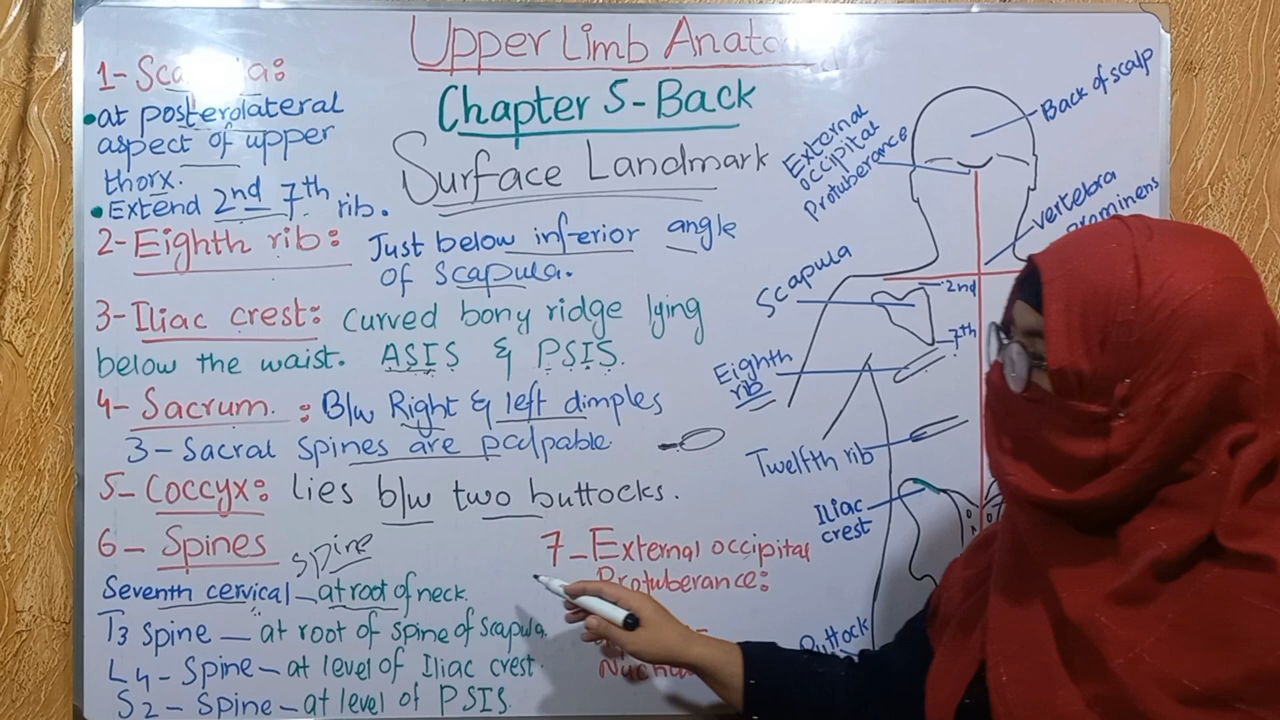 Upper Limb
Chapter 5-Back
Surface Landmark
1-
•at posterolateral
aspect of upper
thorx.
•Extend 2nd 7th rib.
2-Eighth rib: Just below inferior angle
of scapula.
3-Iliac crest: curved bony ridge lying
below the waist. ASIS & PSIS.
4- Sacrum. : B/w Right & left dimples
3-Sacral spines are palpable.
5-Coccyx: lies b/w two buttocks.
6- Spines
spine
Seventh cervical - at root of neck.
T3 spine - at root of spine of scapula.
L4 - Spine - at level of Iliac crest.
S2 - Spine - at level of PSIS.
7-External occipital
Protuberance:
Back of scalp
External
occipital
Protuberance
vertebra
prominens
Scapula
2nd
7th
Eighth
rib
Twelfth rib
Iliac
crest
Buttock